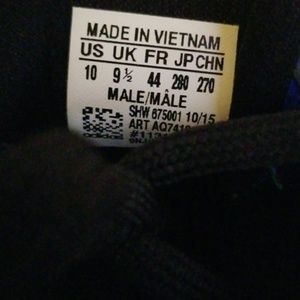 MADE IN VIETNAM
US UK FR JP CHN
10 9½ 44 280 270
MALE/MÂLE
SHW 675001 10/15
ART
adidas